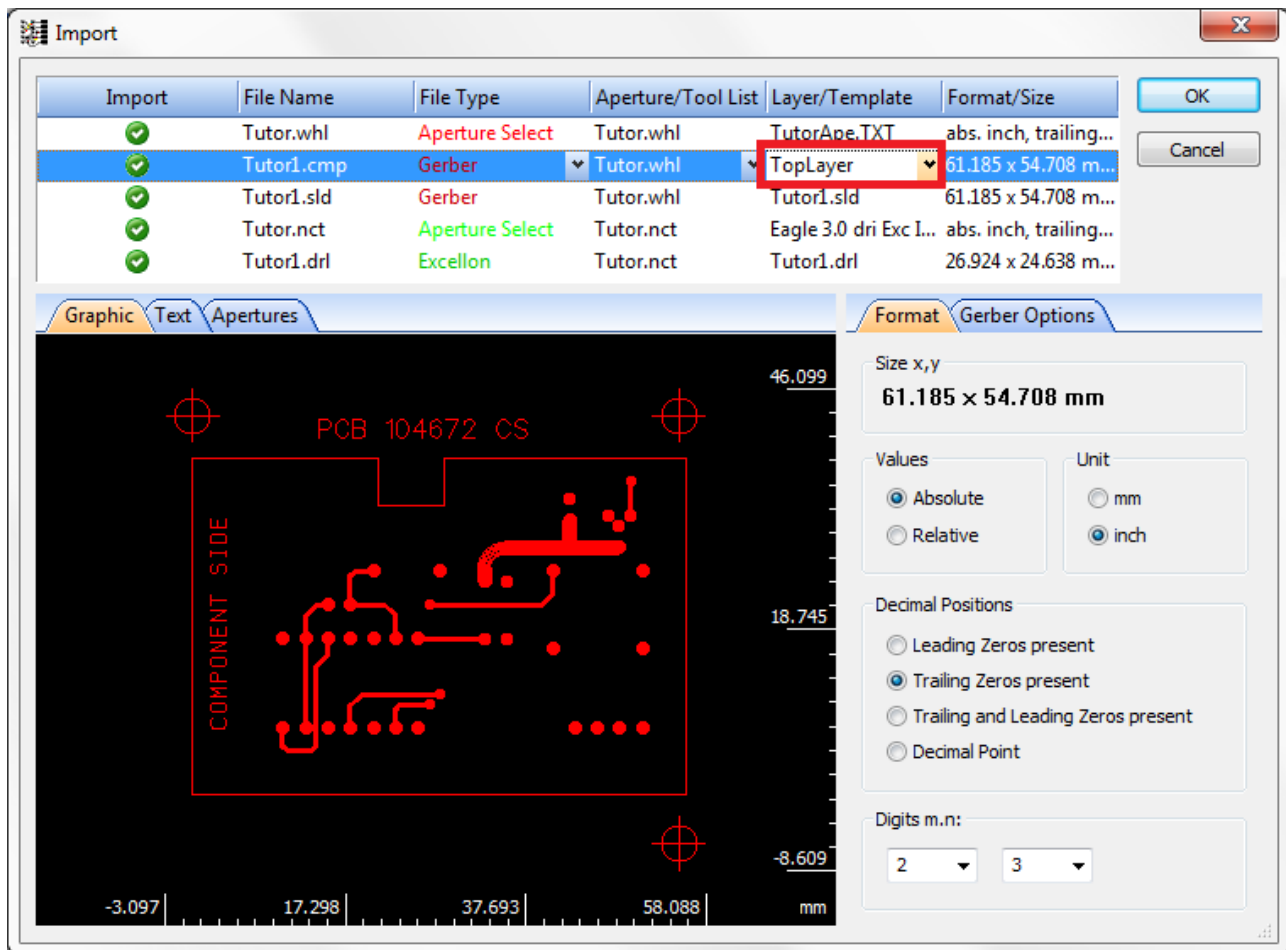 Import
Import File Name File Type Aperture/Tool List Layer/Template Format/Size
OK
Tutor.whl Aperture Select Tutor.whl TutorApe.TXT abs. inch, trailing...
Cancel
Tutor1.cmp Gerber Tutor.whl TopLayer 61.185 x 54.708 m...
Tutor1.sld Gerber Tutor.whl Tutor1.sld 61.185 x 54.708 m...
Tutor.nct Aperture Select Tutor.nct Eagle 3.0 dri Exc I... abs. inch, trailing...
Tutor1.drl Excellon Tutor.nct Tutor1.drl 26.924 x 24.638 m...
Graphic Text Apertures
Format Gerber Options
PCB 104672 CS
COMPONENT SIDE
46.099
18.745
-8.609
-3.097 17.298 37.693 58.088 mm
Size x,y
61.185 x 54.708 mm
Values
Absolute
Relative
Unit
mm
inch
Decimal Positions
Leading Zeros present
Trailing Zeros present
Trailing and Leading Zeros present
Decimal Point
Digits m.n:
2 3